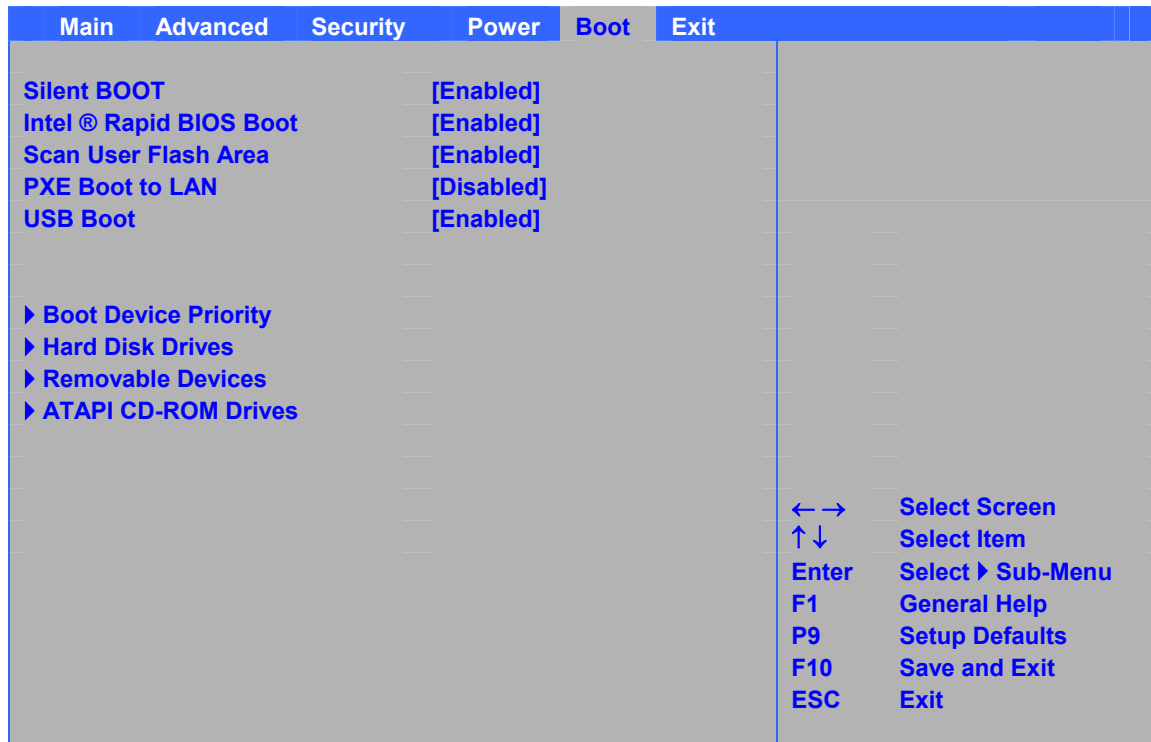 Main Advanced Security Power Boot Exit
Silent BOOT [Enabled]
Intel ® Rapid BIOS Boot [Enabled]
Scan User Flash Area [Enabled]
PXE Boot to LAN [Disabled]
USB Boot [Enabled]
Boot Device Priority
Hard Disk Drives
Removable Devices
ATAPI CD-ROM Drives
←→ Select Screen
↑↓ Select Item
Enter Select Sub-Menu
F1 General Help
P9 Setup Defaults
F10 Save and Exit
ESC Exit